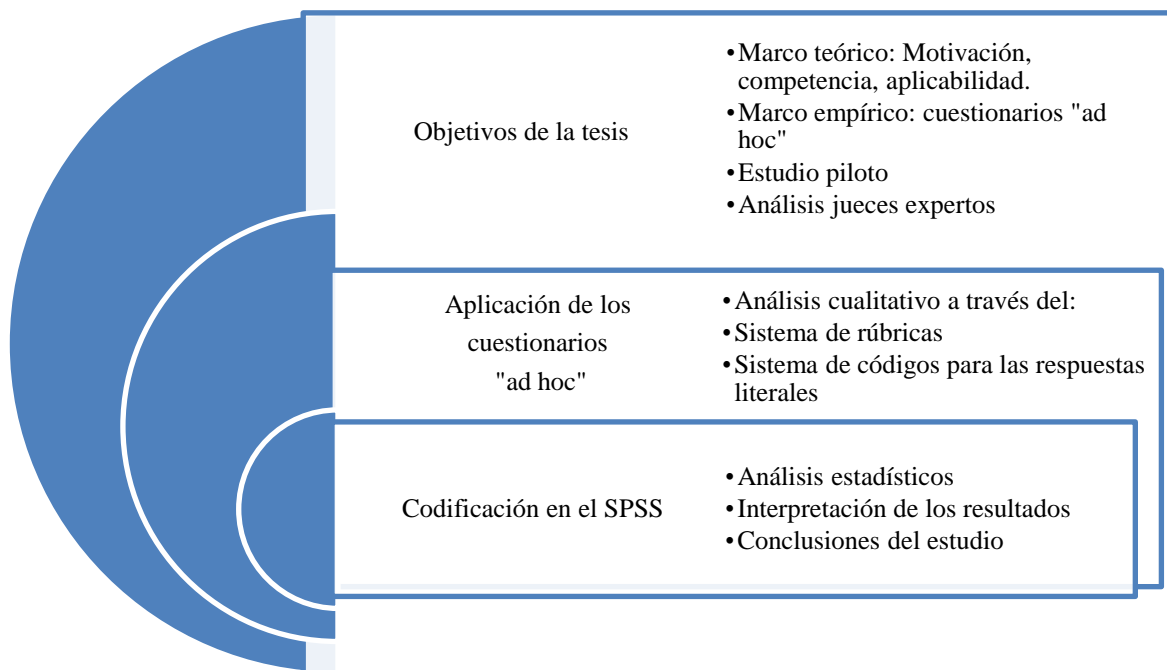 Objetivos de la tesis
•Marco teórico: Motivación,
competencia, aplicabilidad.
•Marco empírico: cuestionarios "ad
hoc"
•Estudio piloto
•Análisis jueces expertos
Aplicación de los
cuestionarios
"ad hoc"
•Análisis cualitativo a través del:
•Sistema de rúbricas
•Sistema de códigos para las respuestas
literales
Codificación en el SPSS
•Análisis estadísticos
•Interpretación de los resultados
•Conclusiones del estudio